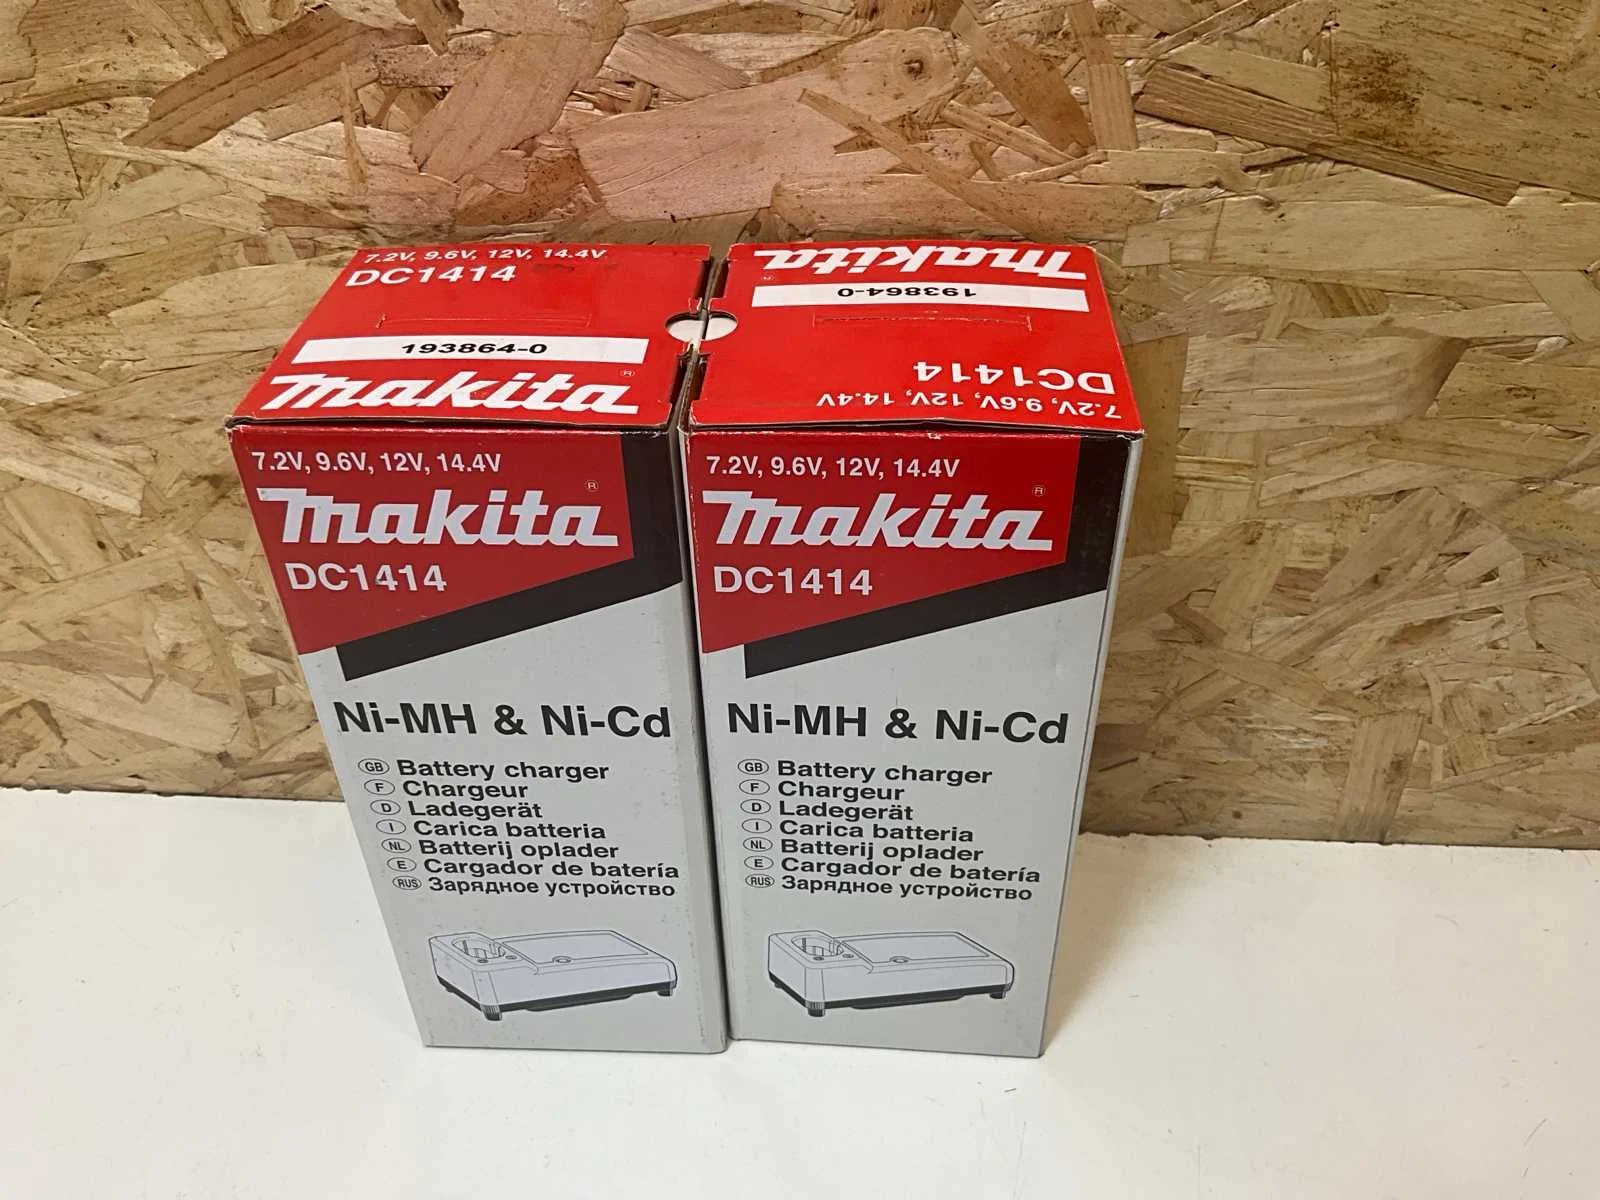 7.2V, 9.6V, 12V, 14.4V
DC1414
193864-0
makita®
7.2V, 9.6V, 12V, 14.4V
makita®
DC1414
Ni-MH & Ni-Cd
GB Battery charger
F Chargeur
D Ladegerät
I Carica batteria
NL Batterij oplader
E Cargador de batería
RUS Зарядное устройство
makita®
193864-0
DC1414
7.2V, 9.6V, 12V, 14.4V
7.2V, 9.6V, 12V, 14.4V
makita®
DC1414
Ni-MH & Ni-Cd
GB Battery charger
F Chargeur
D Ladegerät
I Carica batteria
NL Batterij oplader
E Cargador de batería
RUS Зарядное устройство